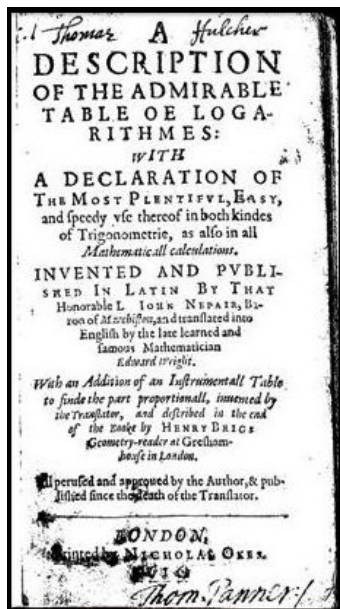 Thomas Hulcher
A
DESCRIPTION
OF THE ADMIRABLE
TABLE OE LOGA-
RITHMES:
WITH
A DECLARATION OF
THE MOST PLENTIFVL, EASY,
and speedy vse thereof in both kindes
of Trigonometrie, as also in all
Mathematicall calculations.
INVENTED AND PVBLI-
SHED IN LATIN BY THAT
Honorable L. IOHN NEPAIR, Ba-
ron of Marchiston, and translated into
English by the late learned and
famous Mathematician
Edward Wright.
With an Addition of an Instrumentall Table
to finde the part proportionall, inuented by
the Translator, and described in the end
of the Booke by HENRY BRIGS
Geometry-reader at Gresham-
house in London.
All perused and approued by the Author, & pub-
lished since the death of the Translator.
LONDON,
Printed by NICHOLAS OKES.
Thom. Tanner.